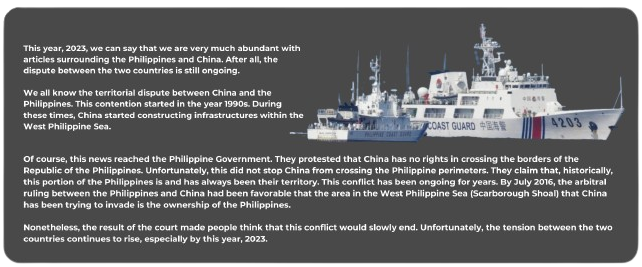 This year, 2023, we can say that we are very much abundant with
articles surrounding the Philippines and China. After all, the
dispute between the two countries is still ongoing.
We all know the territorial dispute between China and the
Philippines. This contention started in the year 1990s. During
these times, China started constructing infrastructures within the
West Philippine Sea.
PHILIPPINE COAST GUARD
COAST GUARD 中国海警
4203
Of course, this news reached the Philippine Government. They protested that China has no rights in crossing the borders of the
Republic of the Philippines. Unfortunately, this did not stop China from crossing the Philippine perimeters. They claim that, historically,
this portion of the Philippines is and has always been their territory. This conflict has been ongoing for years. By July 2016, the arbitral
ruling between the Philippines and China had been favorable that the area in the West Philippine Sea (Scarborough Shoal) that China
has been trying to invade is the ownership of the Philippines.
Nonetheless, the result of the court made people think that this conflict would slowly end. Unfortunately, the tension between the two
countries continues to rise, especially by this year, 2023.